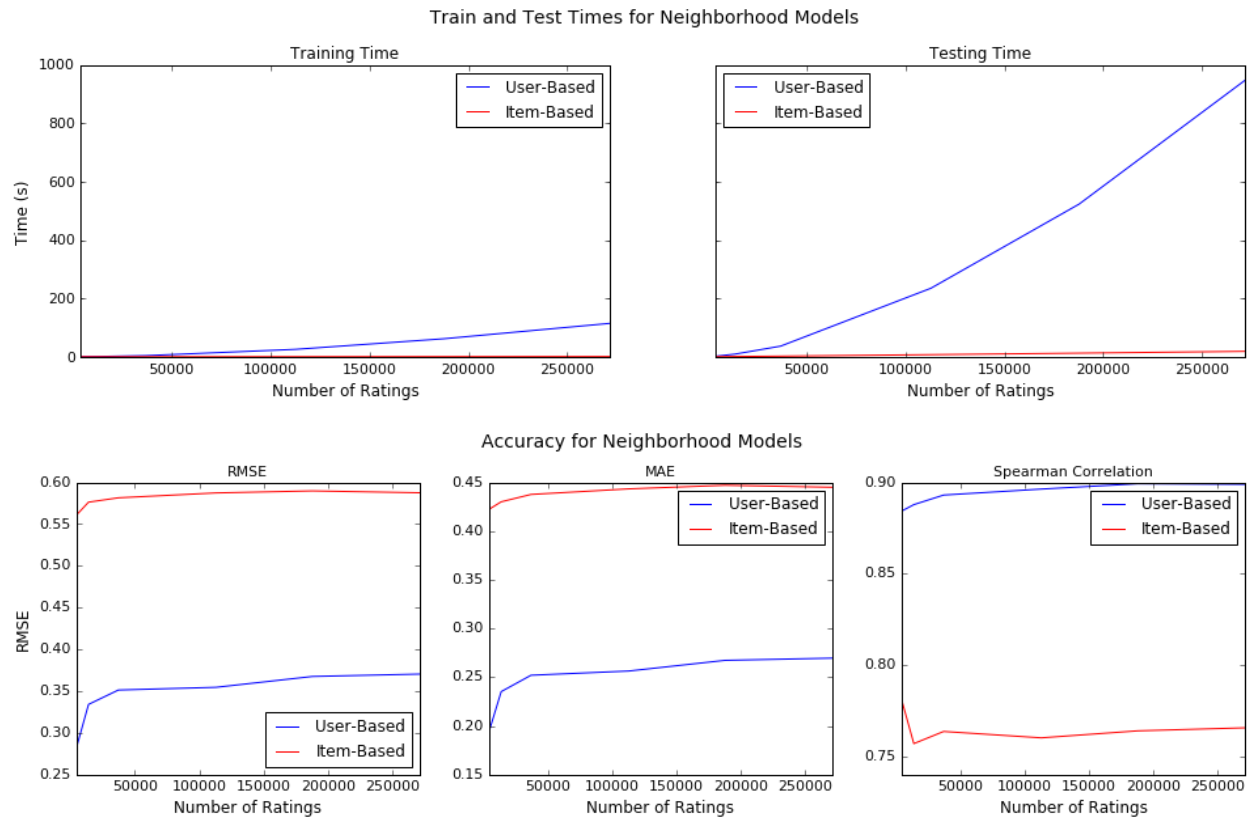 Train and Test Times for Neighborhood Models
Training Time
Testing Time
1000
800
600
400
200
0
Time (s)
User-Based
Item-Based
User-Based
Item-Based
50000 100000 150000 200000 250000
50000 100000 150000 200000 250000
Number of Ratings
Number of Ratings
Accuracy for Neighborhood Models
RMSE
0.60
0.55
0.50
0.45
0.40
0.35
0.30
0.25
RMSE
User-Based
Item-Based
50000 100000 150000 200000 250000
Number of Ratings
MAE
0.45
0.40
0.35
0.30
0.25
0.20
0.15
User-Based
Item-Based
50000 100000 150000 200000 250000
Number of Ratings
Spearman Correlation
0.90
0.85
0.80
0.75
User-Based
Item-Based
50000 100000 150000 200000 250000
Number of Ratings